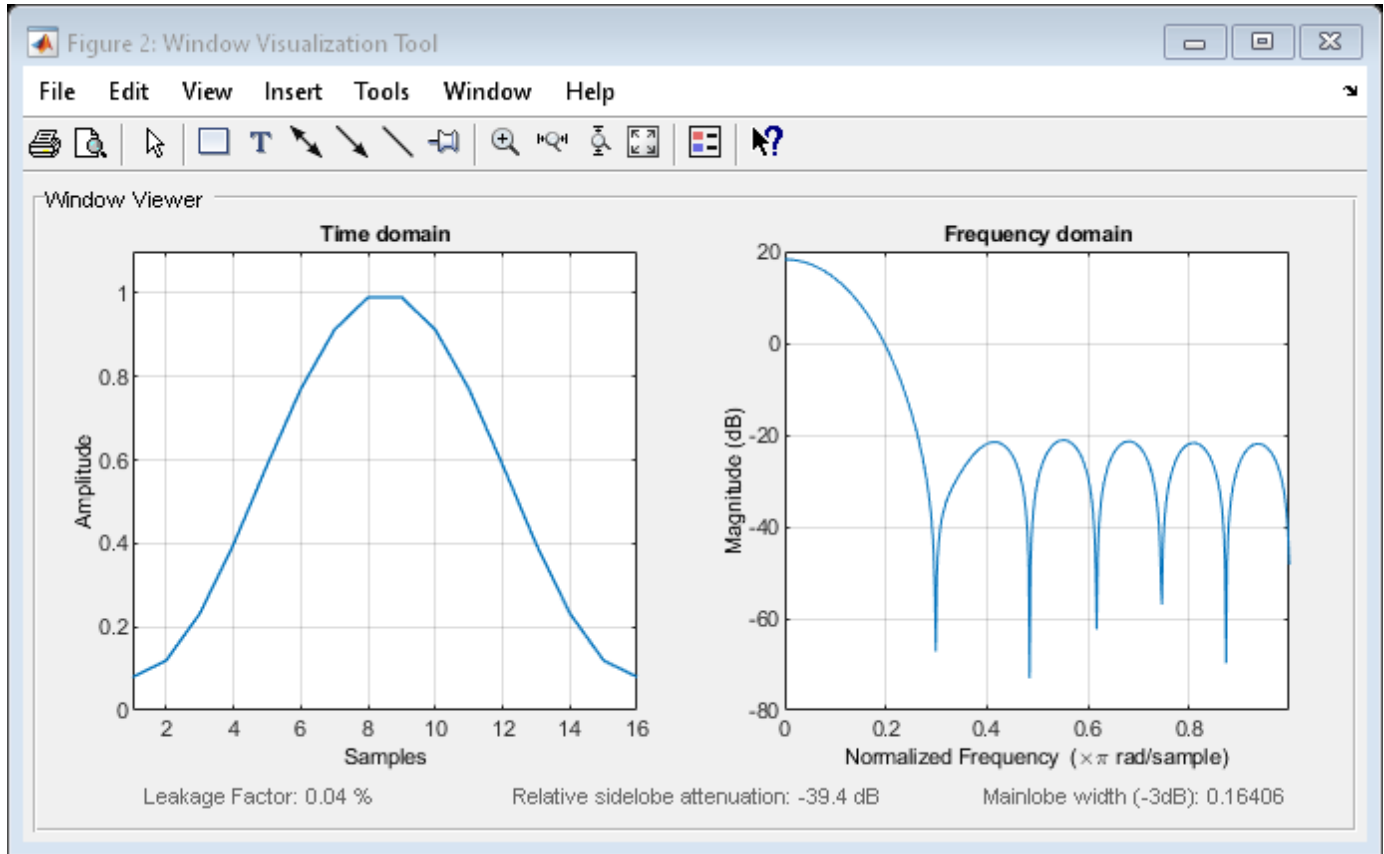 Figure 2: Window Visualization Tool
File Edit View Insert Tools Window Help
T
?
Window Viewer
Time domain
1
0.8
0.6
0.4
0.2
0
Amplitude
2 4 6 8 10 12 14 16
Samples
Frequency domain
20
0
-20
-40
-60
-80
Magnitude (dB)
0 0.2 0.4 0.6 0.8
Normalized Frequency (×π rad/sample)
Leakage Factor: 0.04 % Relative sidelobe attenuation: -39.4 dB Mainlobe width (-3dB): 0.16406